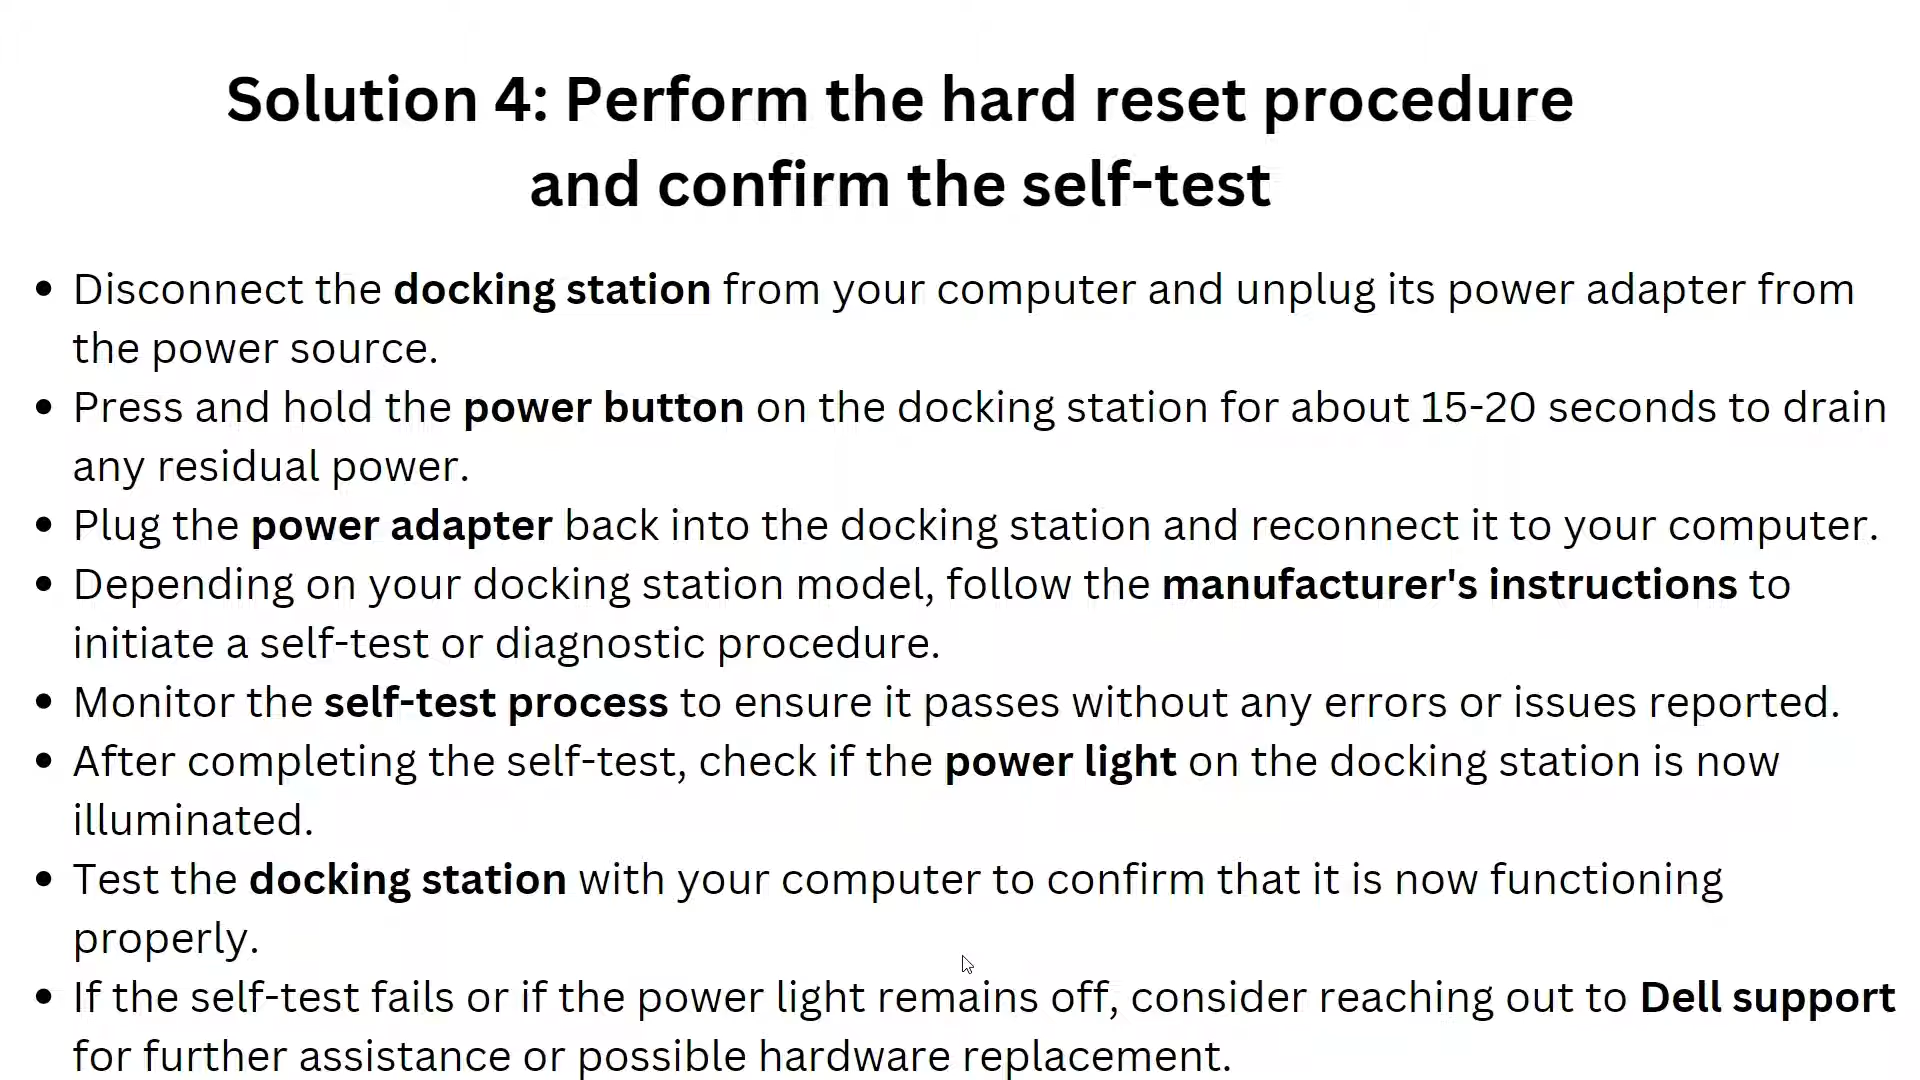 Solution 4: Perform the hard reset procedure
and confirm the self-test
• Disconnect the docking station from your computer and unplug its power adapter from
the power source.
• Press and hold the power button on the docking station for about 15-20 seconds to drain
any residual power.
• Plug the power adapter back into the docking station and reconnect it to your computer.
• Depending on your docking station model, follow the manufacturer's instructions to
initiate a self-test or diagnostic procedure.
• Monitor the self-test process to ensure it passes without any errors or issues reported.
• After completing the self-test, check if the power light on the docking station is now
illuminated.
• Test the docking station with your computer to confirm that it is now functioning
properly.
• If the self-test fails or if the power light remains off, consider reaching out to Dell support
for further assistance or possible hardware replacement.